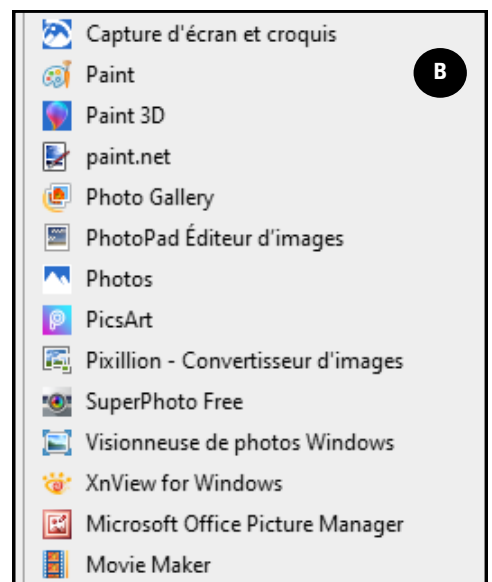 Capture d'écran et croquis
Paint
B
Paint 3D
paint.net
Photo Gallery
PhotoPad Éditeur d'images
Photos
PicsArt
Pixillion - Convertisseur d'images
SuperPhoto Free
Visionneuse de photos Windows
XnView for Windows
Microsoft Office Picture Manager
Movie Maker